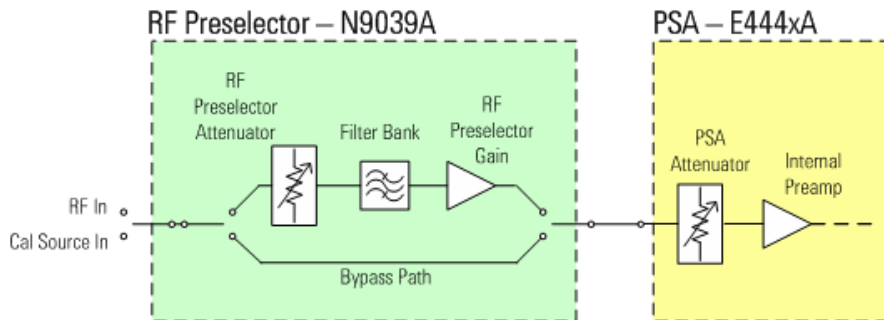 RF Preselector – N9039A
PSA – E444xA
RF
Preselector
Attenuator
Filter Bank
RF
Preselector
Gain
PSA
Attenuator
Internal
Preamp
RF In
Cal Source In
Bypass Path